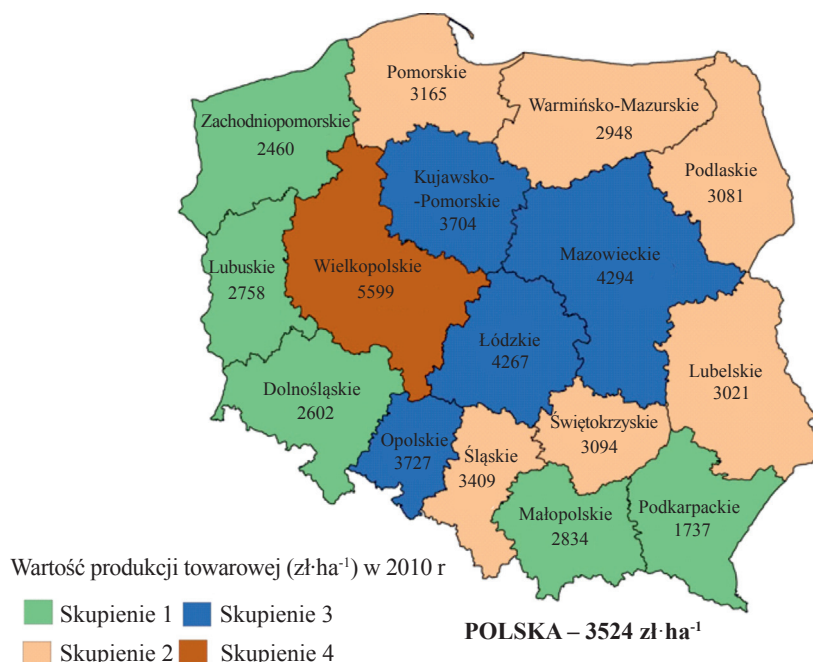 Pomorskie
3165
Warmińsko-Mazurskie
2948
Zachodniopomorskie
2460
Podlaskie
3081
Kujawsko-
-Pomorskie
3704
Mazowieckie
4294
Lubuskie
2758
Wielkopolskie
5599
Łódzkie
4267
Lubelskie
3021
Dolnośląskie
2602
Opolskie
3727
Śląskie
3409
Świętokrzyskie
3094
Małopolskie
2834
Podkarpackie
1737
Wartość produkcji towarowej (zł·ha⁻¹) w 2010 r
Skupienie 1
Skupienie 3
Skupienie 2
Skupienie 4
POLSKA – 3524 zł·ha⁻¹